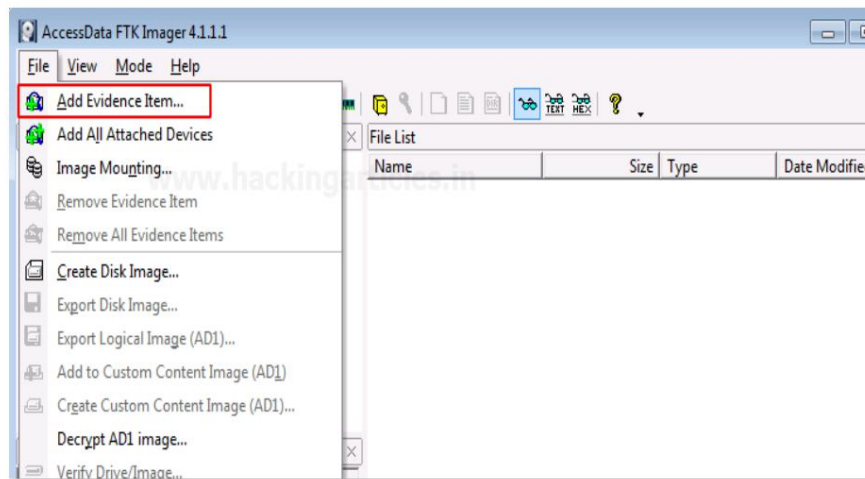 AccessData FTK Imager 4.1.1.1
File View Mode Help
Add Evidence Item...
Add All Attached Devices
Image Mounting...
Remove Evidence Item
Remove All Evidence Items
Create Disk Image...
Export Disk Image...
Export Logical Image (AD1)...
Add to Custom Content Image (AD1)
Create Custom Content Image (AD1)...
Decrypt AD1 image...
Verify Drive/Image...
TEXT HEX
DIR
File List
Name Size Type Date Modifie
www.hackingarticles.in